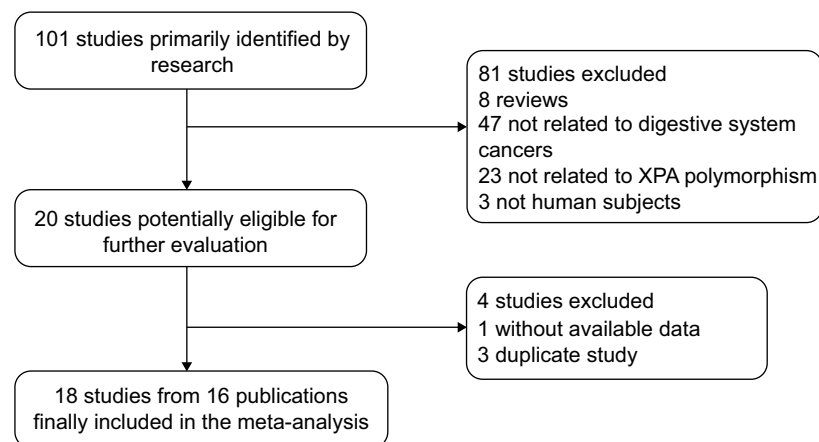 101 studies primarily identified by
research
81 studies excluded
8 reviews
47 not related to digestive system
cancers
23 not related to XPA polymorphism
3 not human subjects
20 studies potentially eligible for
further evaluation
4 studies excluded
1 without available data
3 duplicate study
18 studies from 16 publications
finally included in the meta-analysis